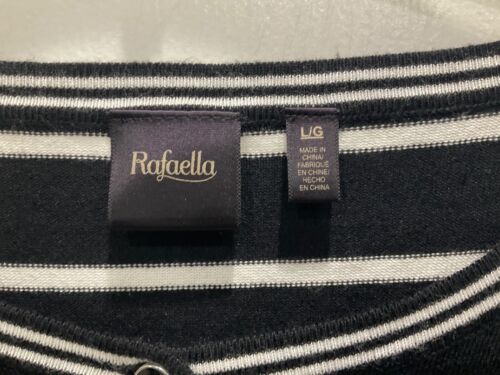 Rafaella
L/G
MADE IN
CHINA/
FABRIQUÉ
EN CHINE/
HECHO
EN CHINA